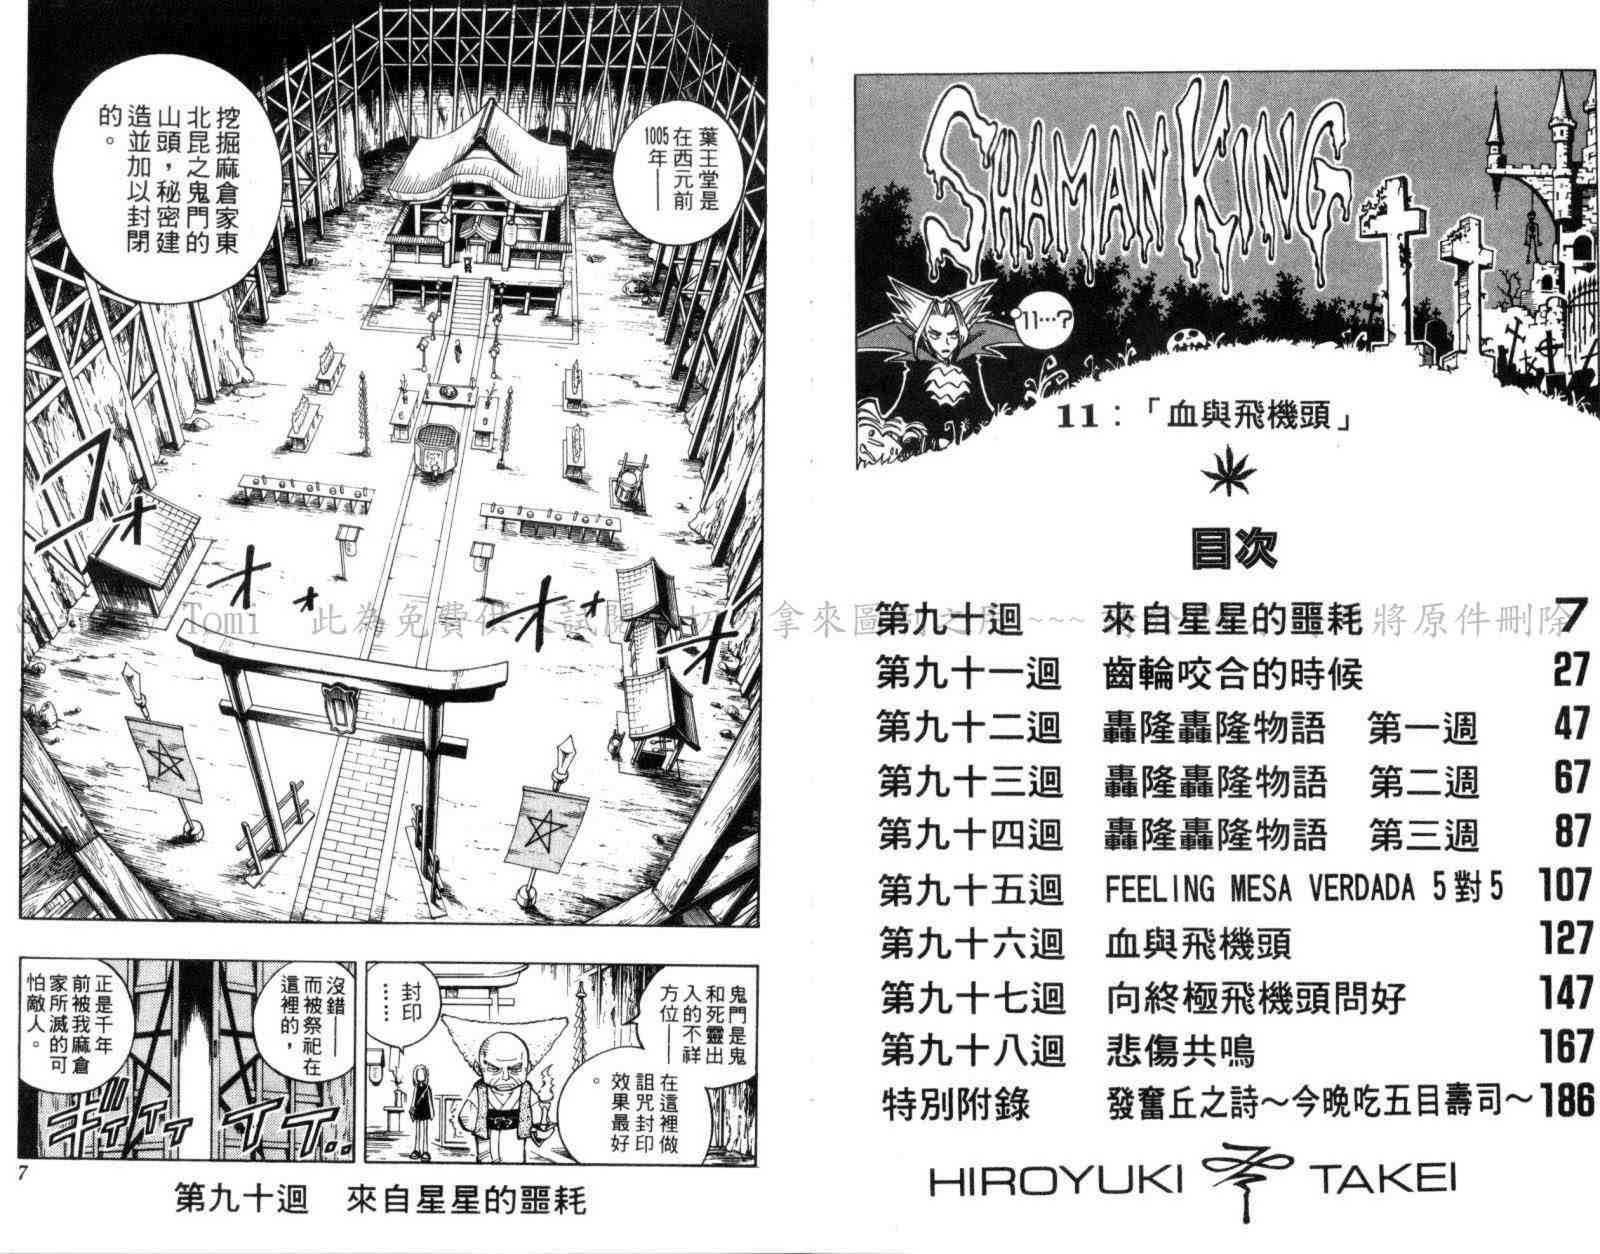 SHAMAN KING
11…?
11：「血與飛機頭」
目次
第九十迴 來自星星的噩耗 7
第九十一迴 齒輪咬合的時候 27
第九十二迴 轟隆轟隆物語 第一週 47
第九十三迴 轟隆轟隆物語 第二週 67
第九十四迴 轟隆轟隆物語 第三週 87
第九十五迴 FEELING MESA VERDADA 5對5 107
第九十六迴 血與飛機頭 127
第九十七迴 向終極飛機頭問好 147
第九十八迴 悲傷共鳴 167
特別附錄 發奮丘之詩～今晚吃五目壽司～ 186
HIROYUKI TAKEI
葉王堂是
在西元前
1005年——
挖掘麻倉家東
北昆之鬼門的
山頭，秘密建
造並加以封閉
的。
フォ
オ
オ
オ
オ
鬼門是鬼
和死靈出
入的不祥
方位——
在這裡做
詛咒封印
效果最好
。
封印
……
沒錯——
而被祭祀在
這裡的，
正是千年
前被我麻倉
家所滅的可
怕敵人。
ギィイィ
イィ…
7
第九十迴 來自星星的噩耗
Tomi 此為免費供
拿來圖
將原件刪除